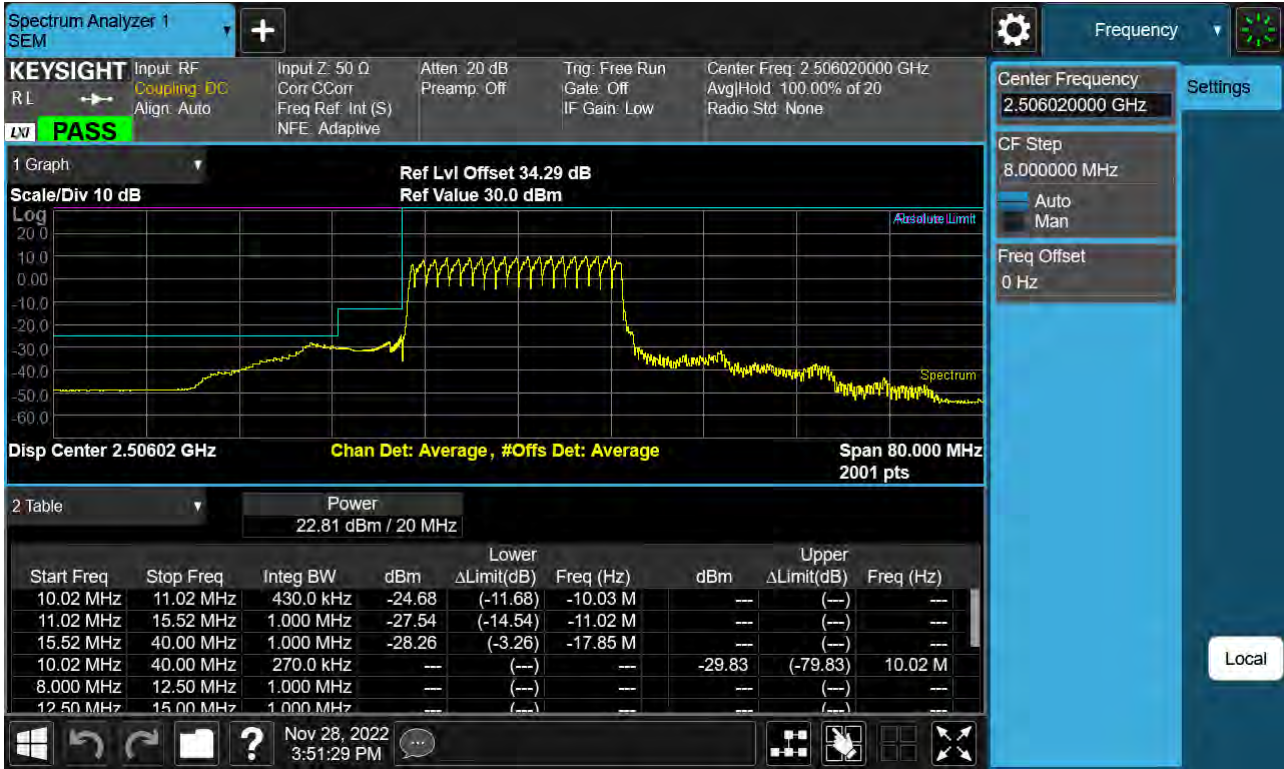 Spectrum Analyzer 1
SEM
Frequency
KEYSIGHT
R L
LXI
PASS
Input: RF
Coupling: DC
Align: Auto
Input Z: 50 Ω
Corr CCorr
Freq Ref: Int (S)
NFE: Adaptive
Atten: 20 dB
Preamp: Off
Trig: Free Run
Gate: Off
IF Gain: Low
Center Freq: 2.506020000 GHz
Avg|Hold: 100.00% of 20
Radio Std: None
Center Frequency
2.506020000 GHz
Settings
CF Step
8.000000 MHz
Auto
Man
Freq Offset
0 Hz
Local
1 Graph
Scale/Div 10 dB
Ref Lvl Offset 34.29 dB
Ref Value 30.0 dBm
Log
20.0
10.0
0.00
-10.0
-20.0
-30.0
-40.0
-50.0
-60.0
Limit
Spectrum
Disp Center 2.50602 GHz
Chan Det: Average , #Offs Det: Average
Span 80.000 MHz
2001 pts
2 Table
Power
22.81 dBm / 20 MHz
Lower Upper
Start Freq Stop Freq Integ BW dBm ΔLimit(dB) Freq (Hz) dBm ΔLimit(dB) Freq (Hz)
10.02 MHz 11.02 MHz 430.0 kHz -24.68 (-11.68) -10.03 M --- (---) ---
11.02 MHz 15.52 MHz 1.000 MHz -27.54 (-14.54) -11.02 M --- (---) ---
15.52 MHz 40.00 MHz 1.000 MHz -28.26 (-3.26) -17.85 M --- (---) ---
10.02 MHz 40.00 MHz 270.0 kHz --- (---) --- -29.83 (-79.83) 10.02 M
8.000 MHz 12.50 MHz 1.000 MHz --- (---) --- --- (---) ---
12.50 MHz 15.00 MHz 1.000 MHz --- (---) --- --- (---) ---
?
Nov 28, 2022
3:51:29 PM